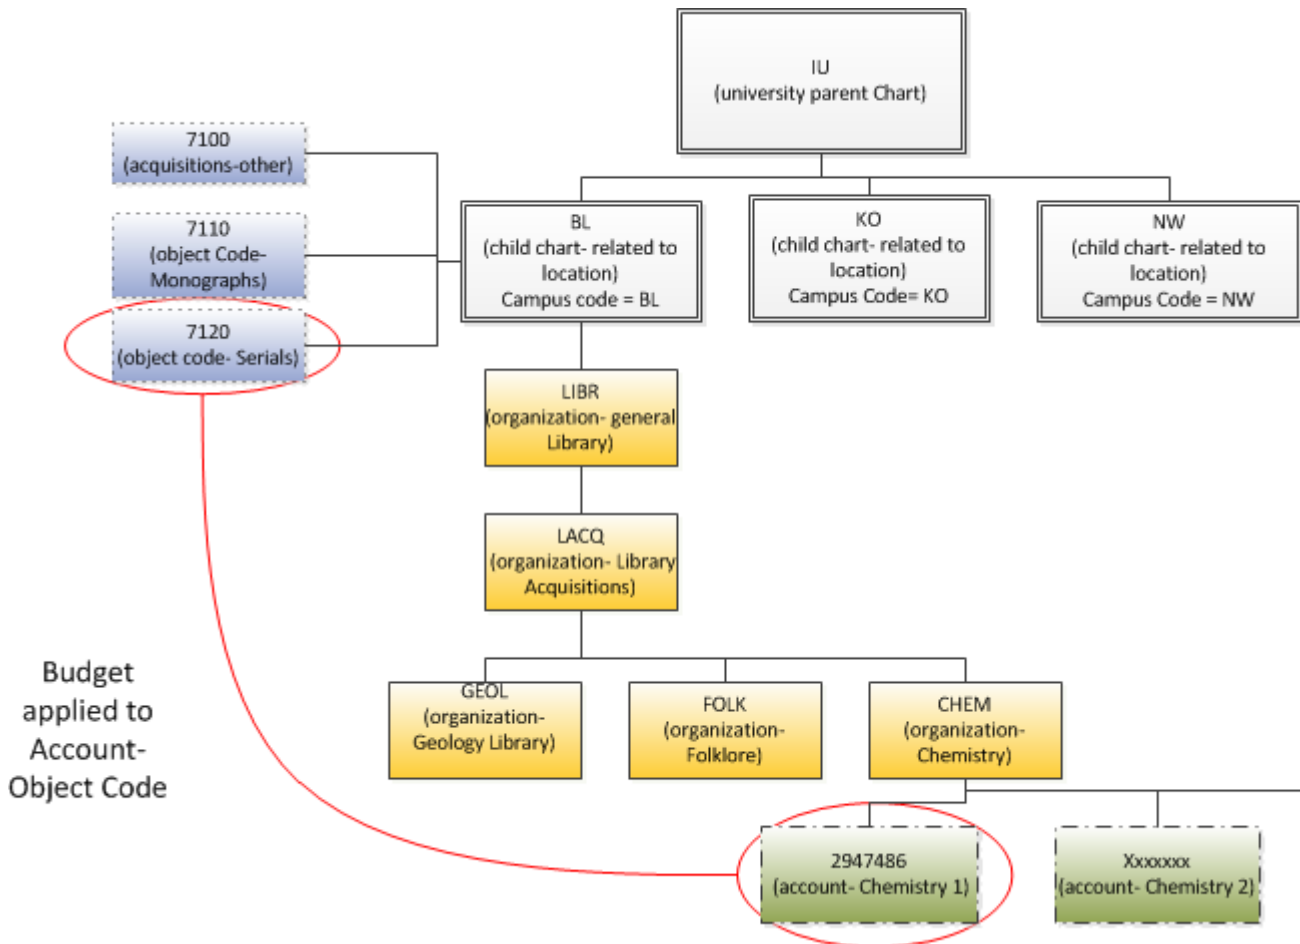 IU
(university parent Chart)
7100
(acquisitions-other)
7110
(object Code-
Monographs)
7120
(object code- Serials)
BL
(child chart- related to
location)
Campus code = BL
KO
(child chart- related to
location)
Campus Code= KO
NW
(child chart- related to
location)
Campus Code = NW
LIBR
(organization- general
Library)
LACQ
(organization- Library
Acquisitions)
GEOL
(organization-
Geology Library)
FOLK
(organization-
Folklore)
CHEM
(organization-
Chemistry)
Budget
applied to
Account-
Object Code
2947486
(account- Chemistry 1)
Xxxxxxx
(account- Chemistry 2)